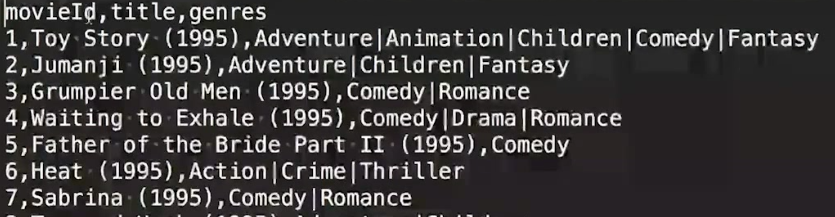 movieId,title,genres
1,Toy Story (1995),Adventure|Animation|Children|Comedy|Fantasy
2,Jumanji (1995),Adventure|Children|Fantasy
3,Grumpier Old Men (1995),Comedy|Romance
4,Waiting to Exhale (1995),Comedy|Drama|Romance
5,Father of the Bride Part II (1995),Comedy
6,Heat (1995),Action|Crime|Thriller
7,Sabrina (1995),Comedy|Romance